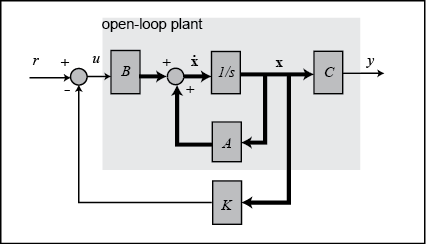 open-loop plant
r + u B + ẋ 1/s x C y
- +
A
K